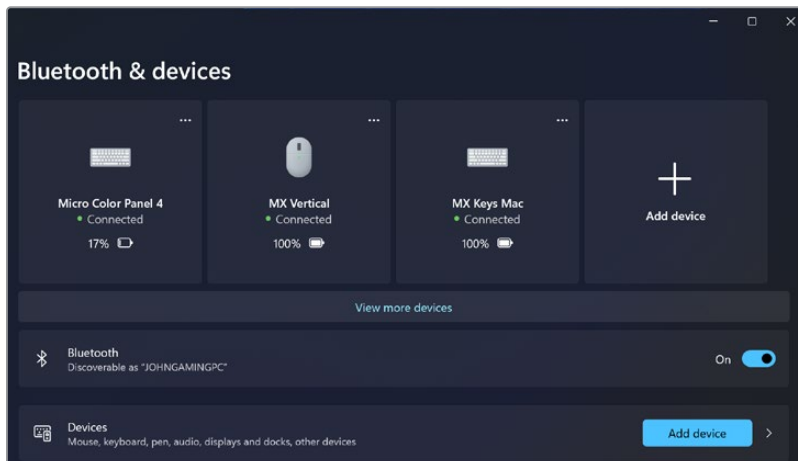 Bluetooth & devices
Micro Color Panel 4
Connected
17%
MX Vertical
Connected
100%
MX Keys Mac
Connected
100%
Add device
View more devices
Bluetooth
Discoverable as "JOHNGAMINGPC"
On
Devices
Mouse, keyboard, pen, audio, displays and docks, other devices
Add device